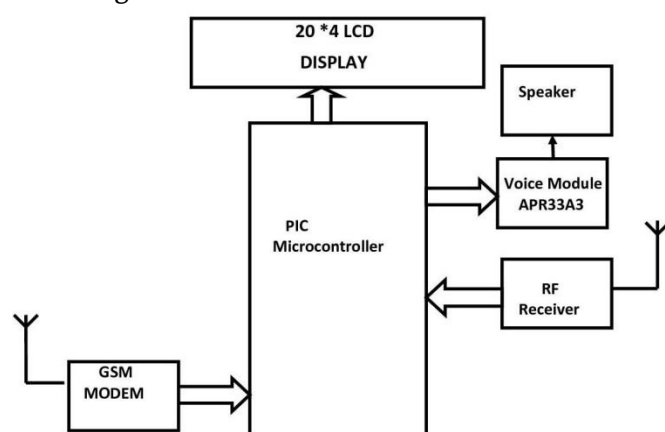 20 *4 LCD
DISPLAY
Speaker
Voice Module
APR33A3
PIC
Microcontroller
RF
Receiver
GSM
MODEM